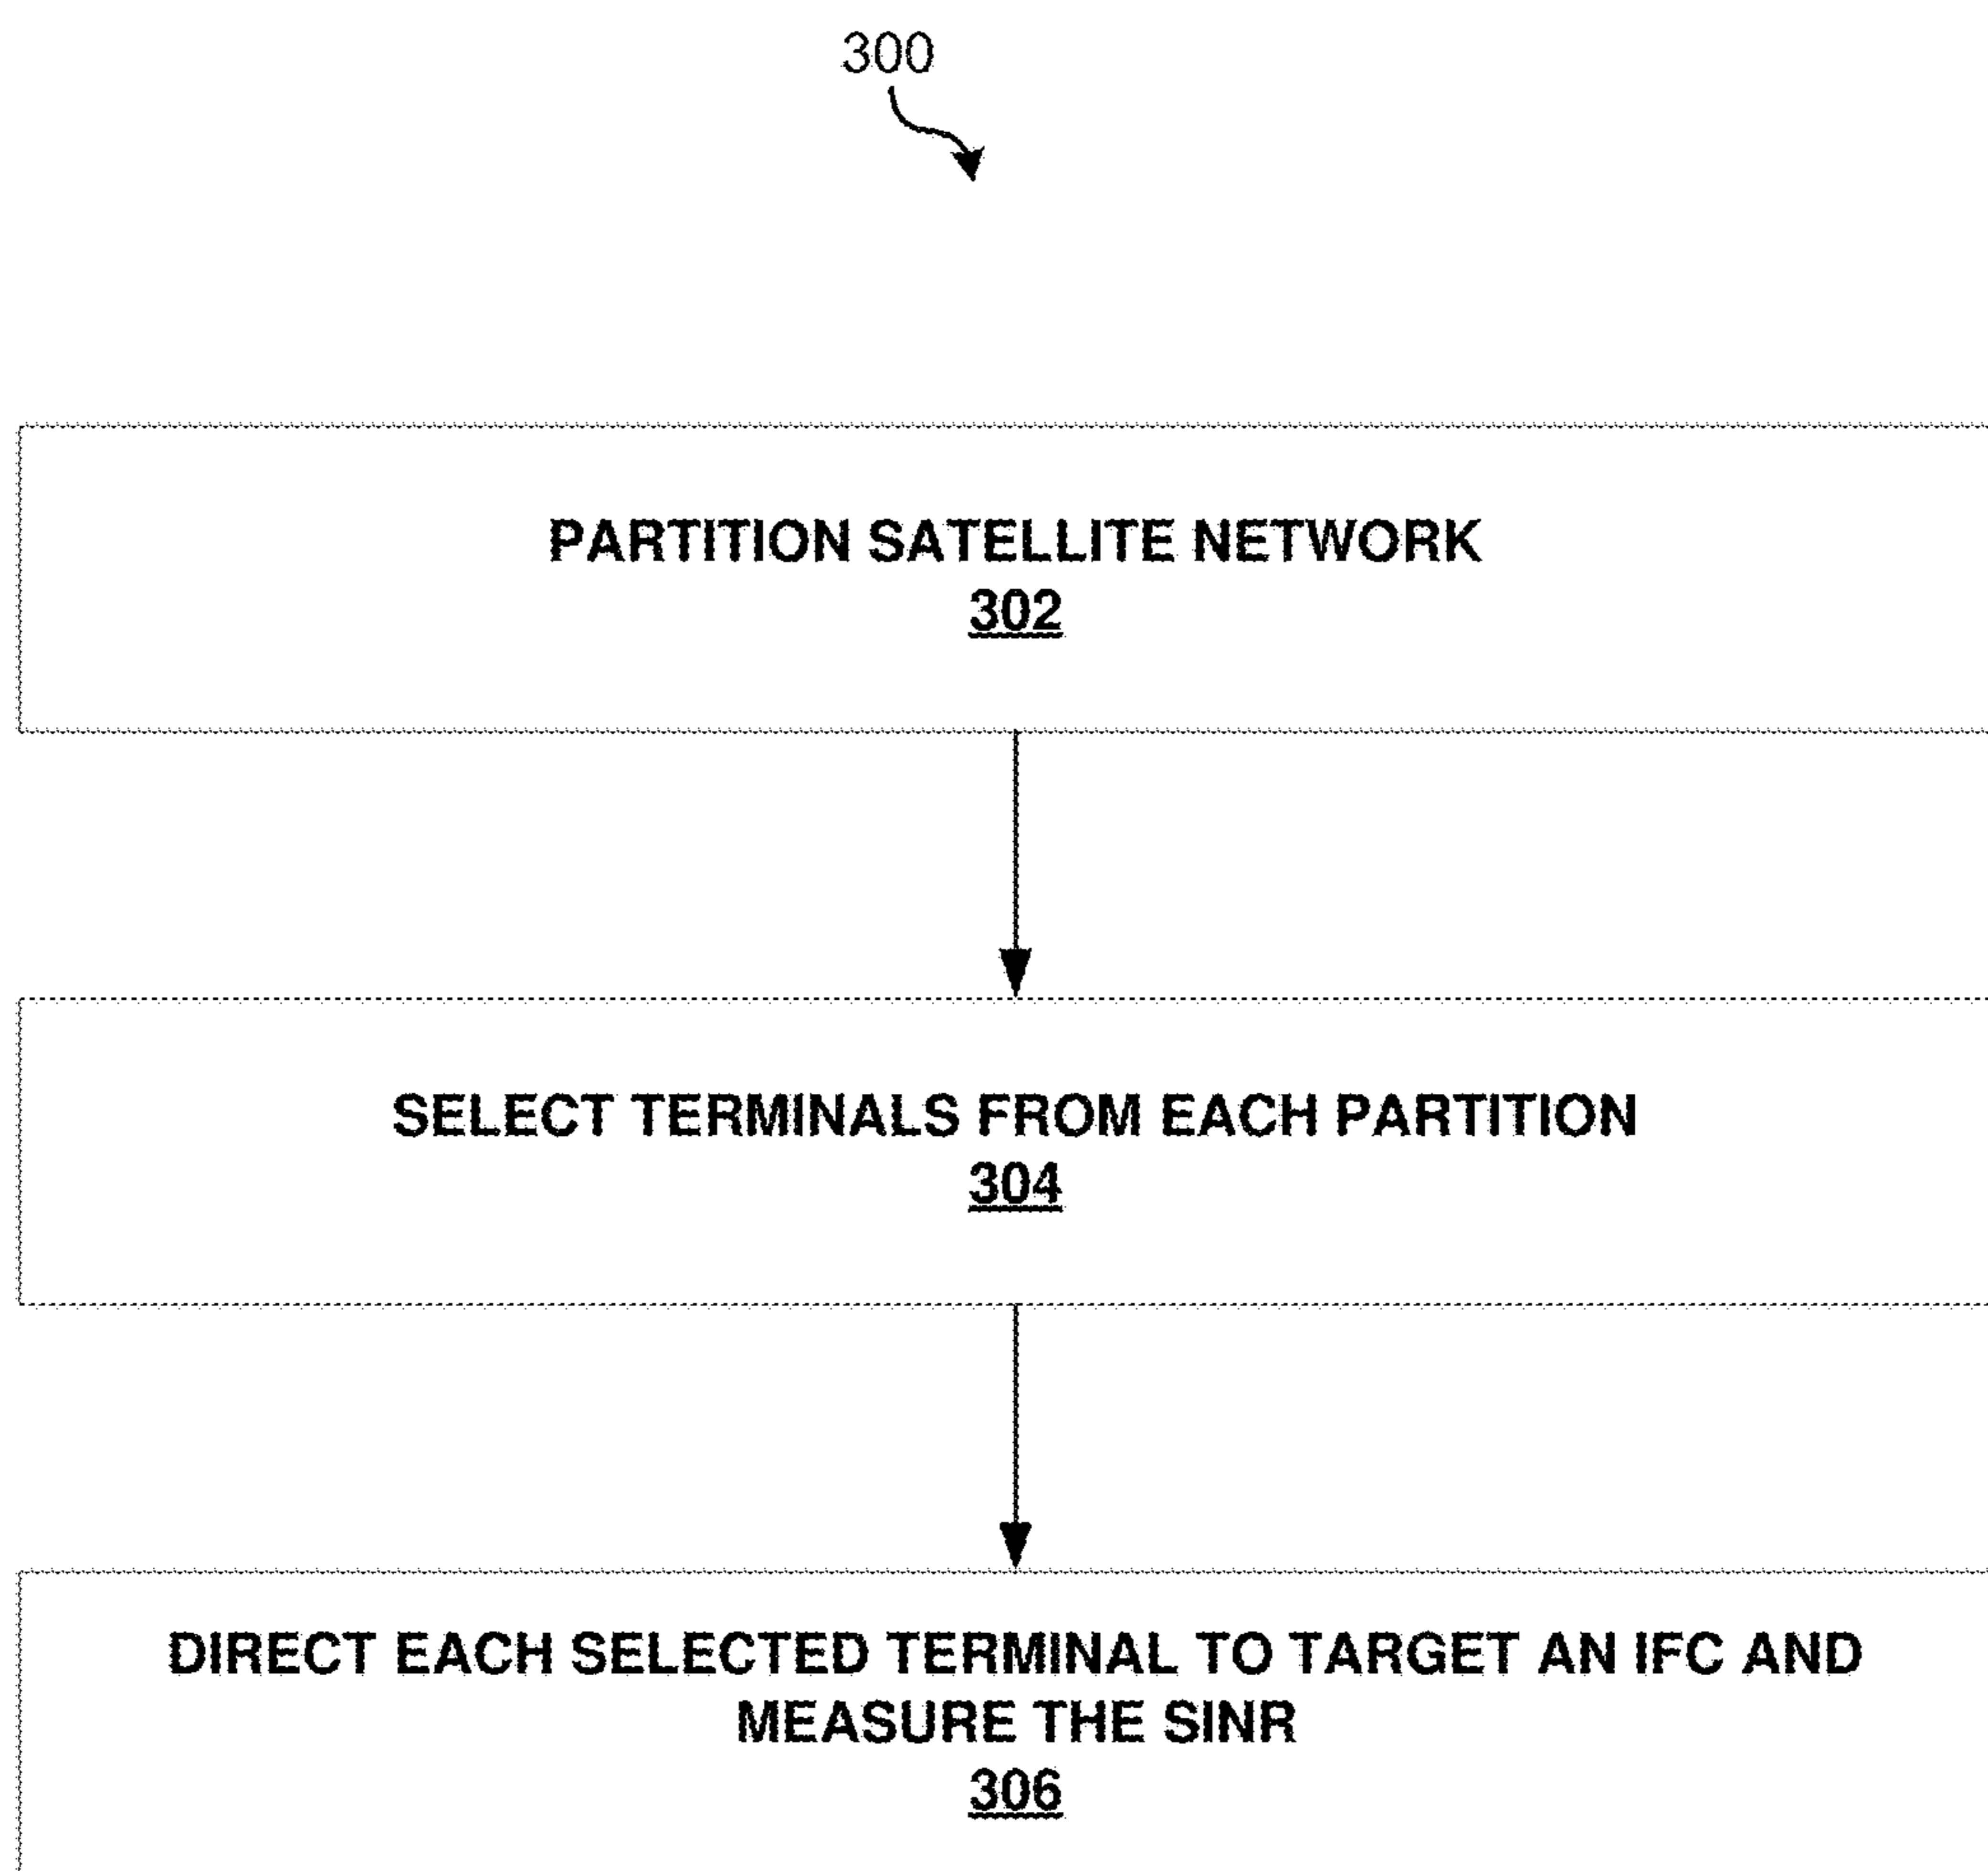 300
PARTITION SATELLITE NETWORK
302
SELECT TERMINALS FROM EACH PARTITION
304
DIRECT EACH SELECTED TERMINAL TO TARGET AN IFC AND
MEASURE THE SINR
306